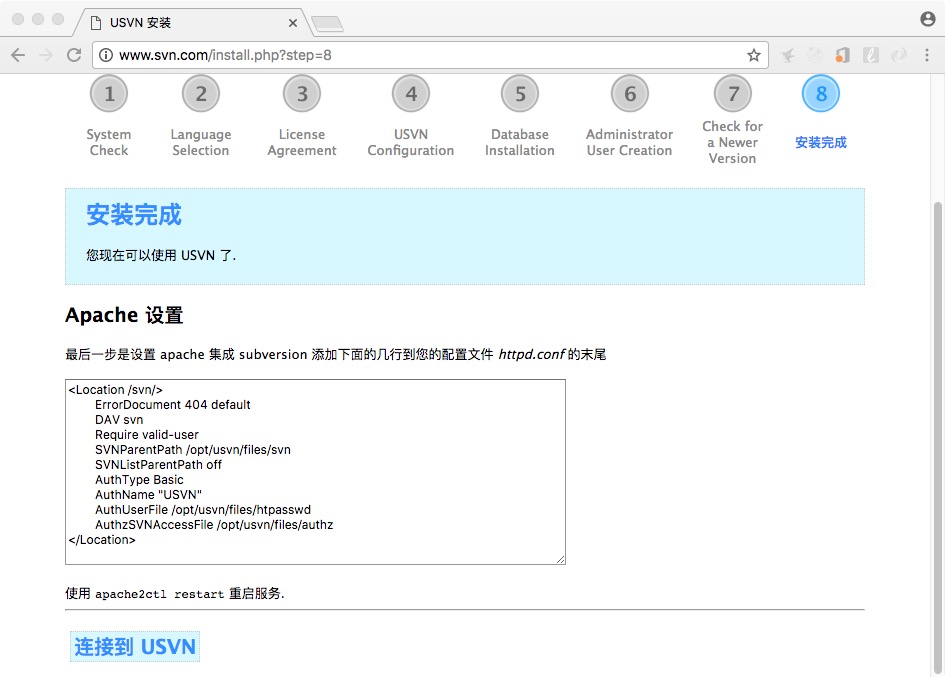 USVN 安装
www.svn.com/install.php?step=8
1 2 3 4 5 6 7 8
System Check
Language Selection
License Agreement
USVN Configuration
Database Installation
Administrator User Creation
Check for a Newer Version
安装完成
安装完成
您现在可以使用 USVN 了.
Apache 设置
最后一步是设置 apache 集成 subversion 添加下面的几行到您的配置文件 httpd.conf 的末尾
<Location /svn/>
ErrorDocument 404 default
DAV svn
Require valid-user
SVNParentPath /opt/usvn/files/svn
SVNListParentPath off
AuthType Basic
AuthName "USVN"
AuthUserFile /opt/usvn/files/htpasswd
AuthzSVNAccessFile /opt/usvn/files/authz
</Location>
使用 apache2ctl restart 重启服务.
连接到 USVN